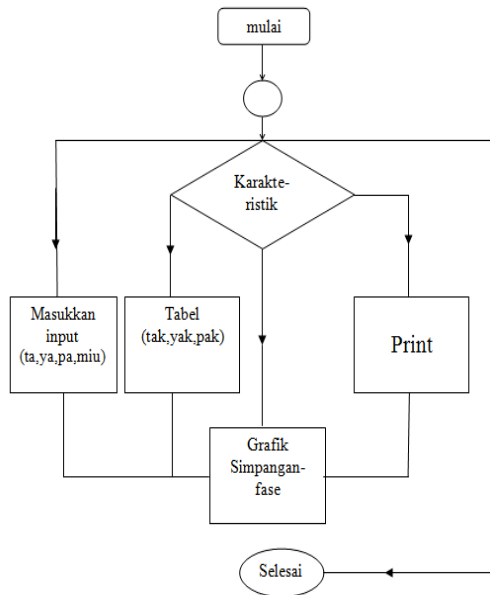 mulai
Karakte-
ristik
Masukkan
input
(ta,ya,pa,miu)
Tabel
(tak,yak,pak)
Print
Grafik
Simpangan-
fase
Selesai